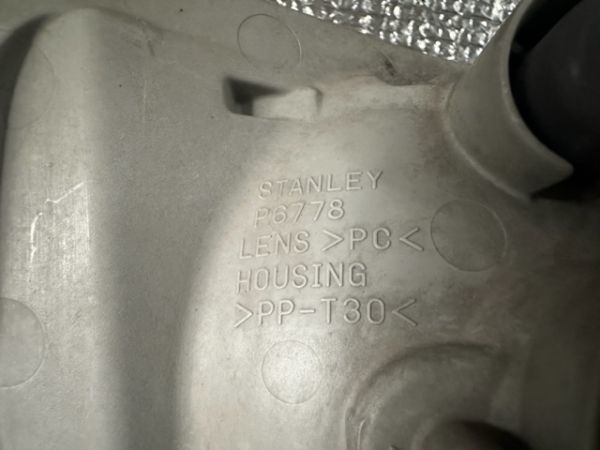 STANLEY
P6778
LENS >PC<
HOUSING
>PP-T30<